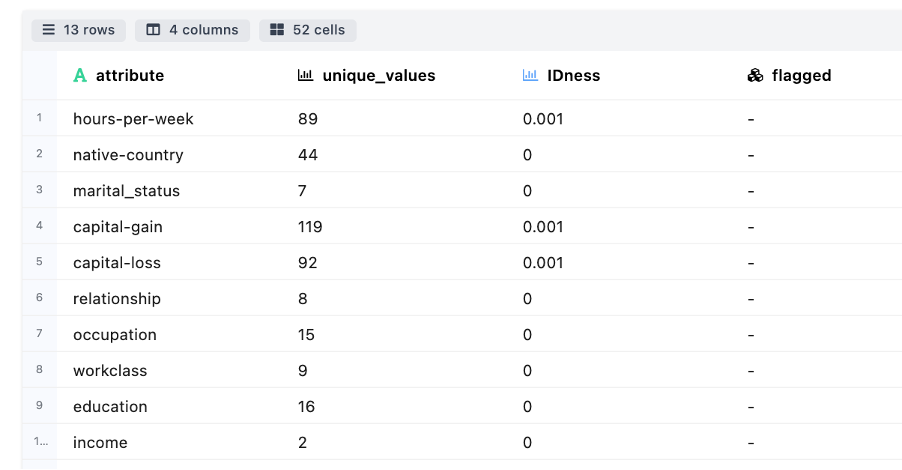 13 rows 4 columns 52 cells
attribute unique_values IDness flagged
1 hours-per-week 89 0.001 -
2 native-country 44 0 -
3 marital_status 7 0 -
4 capital-gain 119 0.001 -
5 capital-loss 92 0.001 -
6 relationship 8 0 -
7 occupation 15 0 -
8 workclass 9 0 -
9 education 16 0 -
1... income 2 0 -